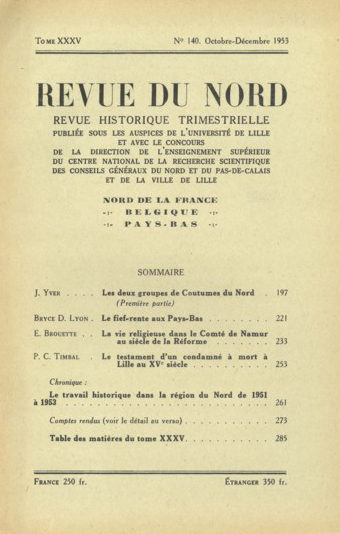 TOME XXXV N° 140. Octobre-Décembre 1953
REVUE DU NORD
REVUE HISTORIQUE TRIMESTRIELLE
PUBLIÉE SOUS LES AUSPICES DE L'UNIVERSITÉ DE LILLE
ET AVEC LE CONCOURS
DE LA DIRECTION DE L'ENSEIGNEMENT SUPÉRIEUR
DU CENTRE NATIONAL DE LA RECHERCHE SCIENTIFIQUE
DES CONSEILS GÉNÉRAUX DU NORD ET DU PAS-DE-CALAIS
ET DE LA VILLE DE LILLE
NORD DE LA FRANCE
-:- BELGIQUE -:-
-:- PAYS-BAS -:-
SOMMAIRE
J. YVER . . . . Les deux groupes de Coutumes du Nord . 197
(Première partie)
BRYCE D. LYON . Le fief-rente aux Pays-Bas . . . . . . . . 221
E. BROUETTE . . La vie religieuse dans le Comté de Namur
au siècle de la Réforme . . . . . . . . 233
P. C. TIMBAL . Le testament d'un condamné à mort à
Lille au XVe siècle . . . . . . . . . . . 253
Chronique :
Le travail historique dans la région du Nord de 1951
à 1953 . . . . . . . . . . . . . . . . . . . . . . . . 261
Comptes rendus (voir le détail au verso) . . . . . . . . . 273
Table des matières du tome XXXV. . . . . . . . . . . 285
FRANCE 250 fr. ÉTRANGER 350 fr.